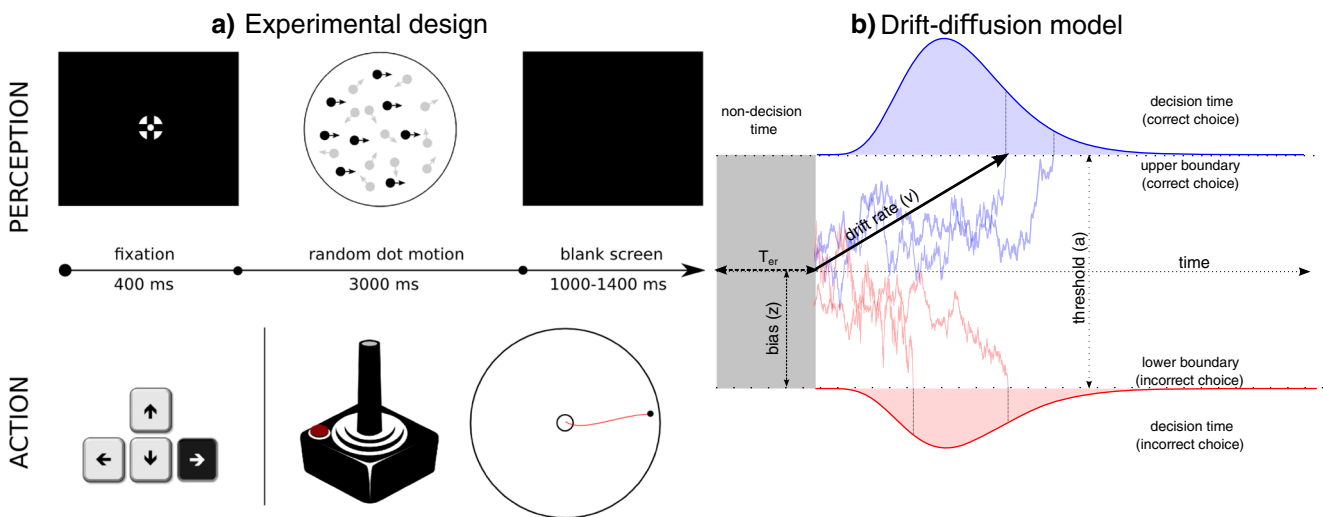 a) Experimental design
PERCEPTION
fixation
random dot motion
blank screen
400 ms
3000 ms
1000-1400 ms
ACTION
b) Drift-diffusion model
non-decision
time
decision time
(correct choice)
upper boundary
(correct choice)
drift rate (v)
Ter
time
bias (z)
threshold (a)
lower boundary
(incorrect choice)
decision time
(incorrect choice)